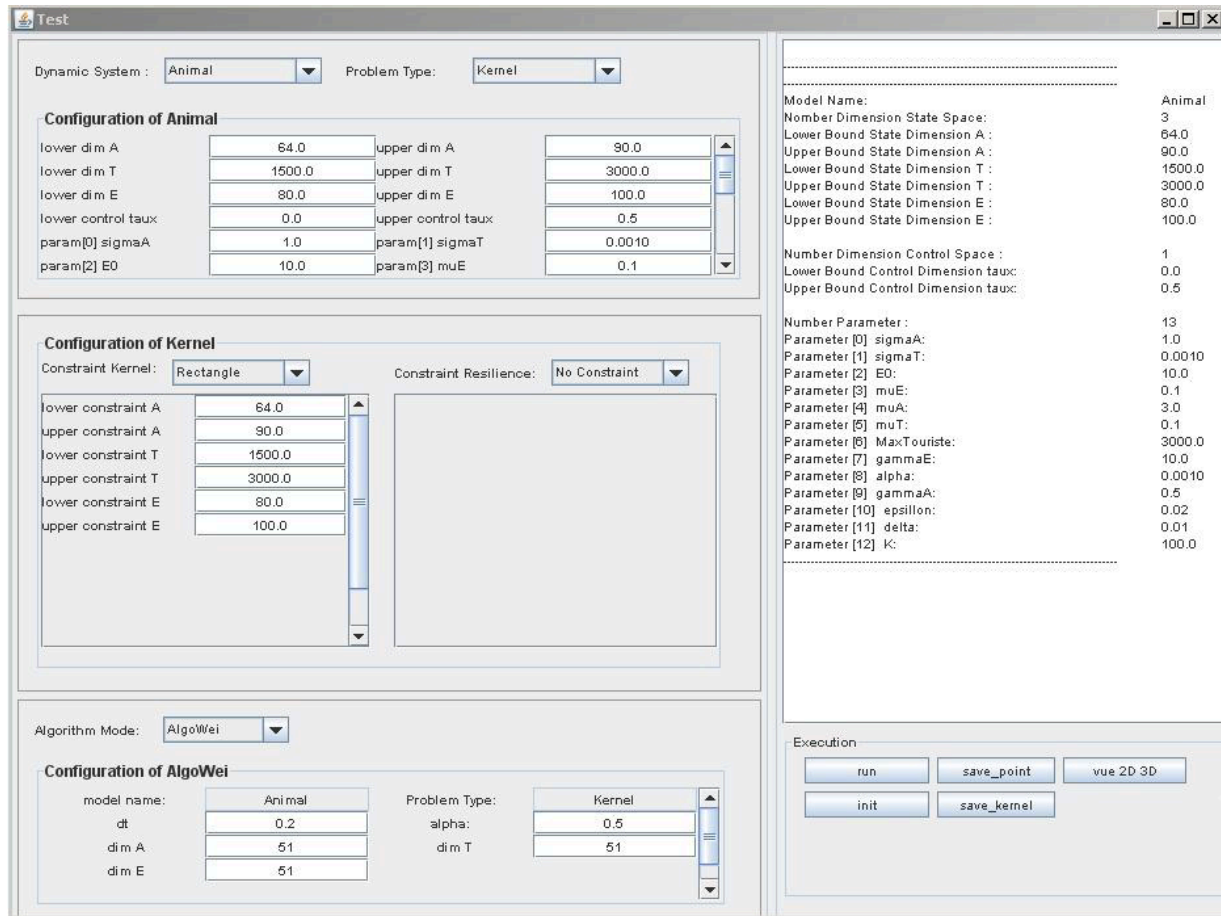 Test
Dynamic System : Animal Problem Type: Kernel
Configuration of Animal
lower dim A 64.0 upper dim A 90.0
lower dim T 1500.0 upper dim T 3000.0
lower dim E 80.0 upper dim E 100.0
lower control taux 0.0 upper control taux 0.5
param[0] sigmaA 1.0 param[1] sigmaT 0.0010
param[2] E0 10.0 param[3] muE 0.1
Configuration of Kernel
Constraint Kernel: Rectangle Constraint Resilience: No Constraint
lower constraint A 64.0
upper constraint A 90.0
lower constraint T 1500.0
upper constraint T 3000.0
lower constraint E 80.0
upper constraint E 100.0
Algorithm Mode: AlgoWei
Configuration of AlgoWei
model name: Animal Problem Type: Kernel
dt 0.2 alpha: 0.5
dim A 51 dim T 51
dim E 51
Model Name: Animal
Nomber Dimension State Space: 3
Lower Bound State Dimension A : 64.0
Upper Bound State Dimension A : 90.0
Lower Bound State Dimension T : 1500.0
Upper Bound State Dimension T : 3000.0
Lower Bound State Dimension E : 80.0
Upper Bound State Dimension E : 100.0
Number Dimension Control Space : 1
Lower Bound Control Dimension taux: 0.0
Upper Bound Control Dimension taux: 0.5
Number Parameter : 13
Parameter [0] sigmaA: 1.0
Parameter [1] sigmaT: 0.0010
Parameter [2] E0: 10.0
Parameter [3] muE: 0.1
Parameter [4] muA: 3.0
Parameter [5] muT: 0.1
Parameter [6] MaxTouriste: 3000.0
Parameter [7] gammaE: 10.0
Parameter [8] alpha: 0.0010
Parameter [9] gammaA: 0.5
Parameter [10] epsillon: 0.02
Parameter [11] delta: 0.01
Parameter [12] K: 100.0
Execution
run save_point vue 2D 3D
init save_kernel